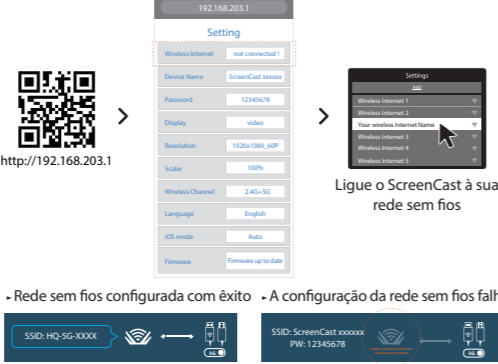 192.168.203.1
Setting
Wireless Internet not connected !
Device Name ScreenCast xxxxxx
Password 12345678
Display video
Resolution 1920x1080_60P
Scaler 100%
Wireless Channel 2.4G+5G
Language English
iOS mode Auto
Firmware Firmware up to date
http://192.168.203.1
Settings
Add
Wireless Internet 1
Wireless Internet 2
Your wireless Internet Name
Wireless Internet 3
Wireless Internet 4
Wireless Internet 5
Ligue o ScreenCast à sua
rede sem fios
Rede sem fios configurada com êxito
SSID: HQ-5G-XXXX
5G
A configuração da rede sem fios falh
SSID: ScreenCast xxxxxx
PW: 12345678
5G